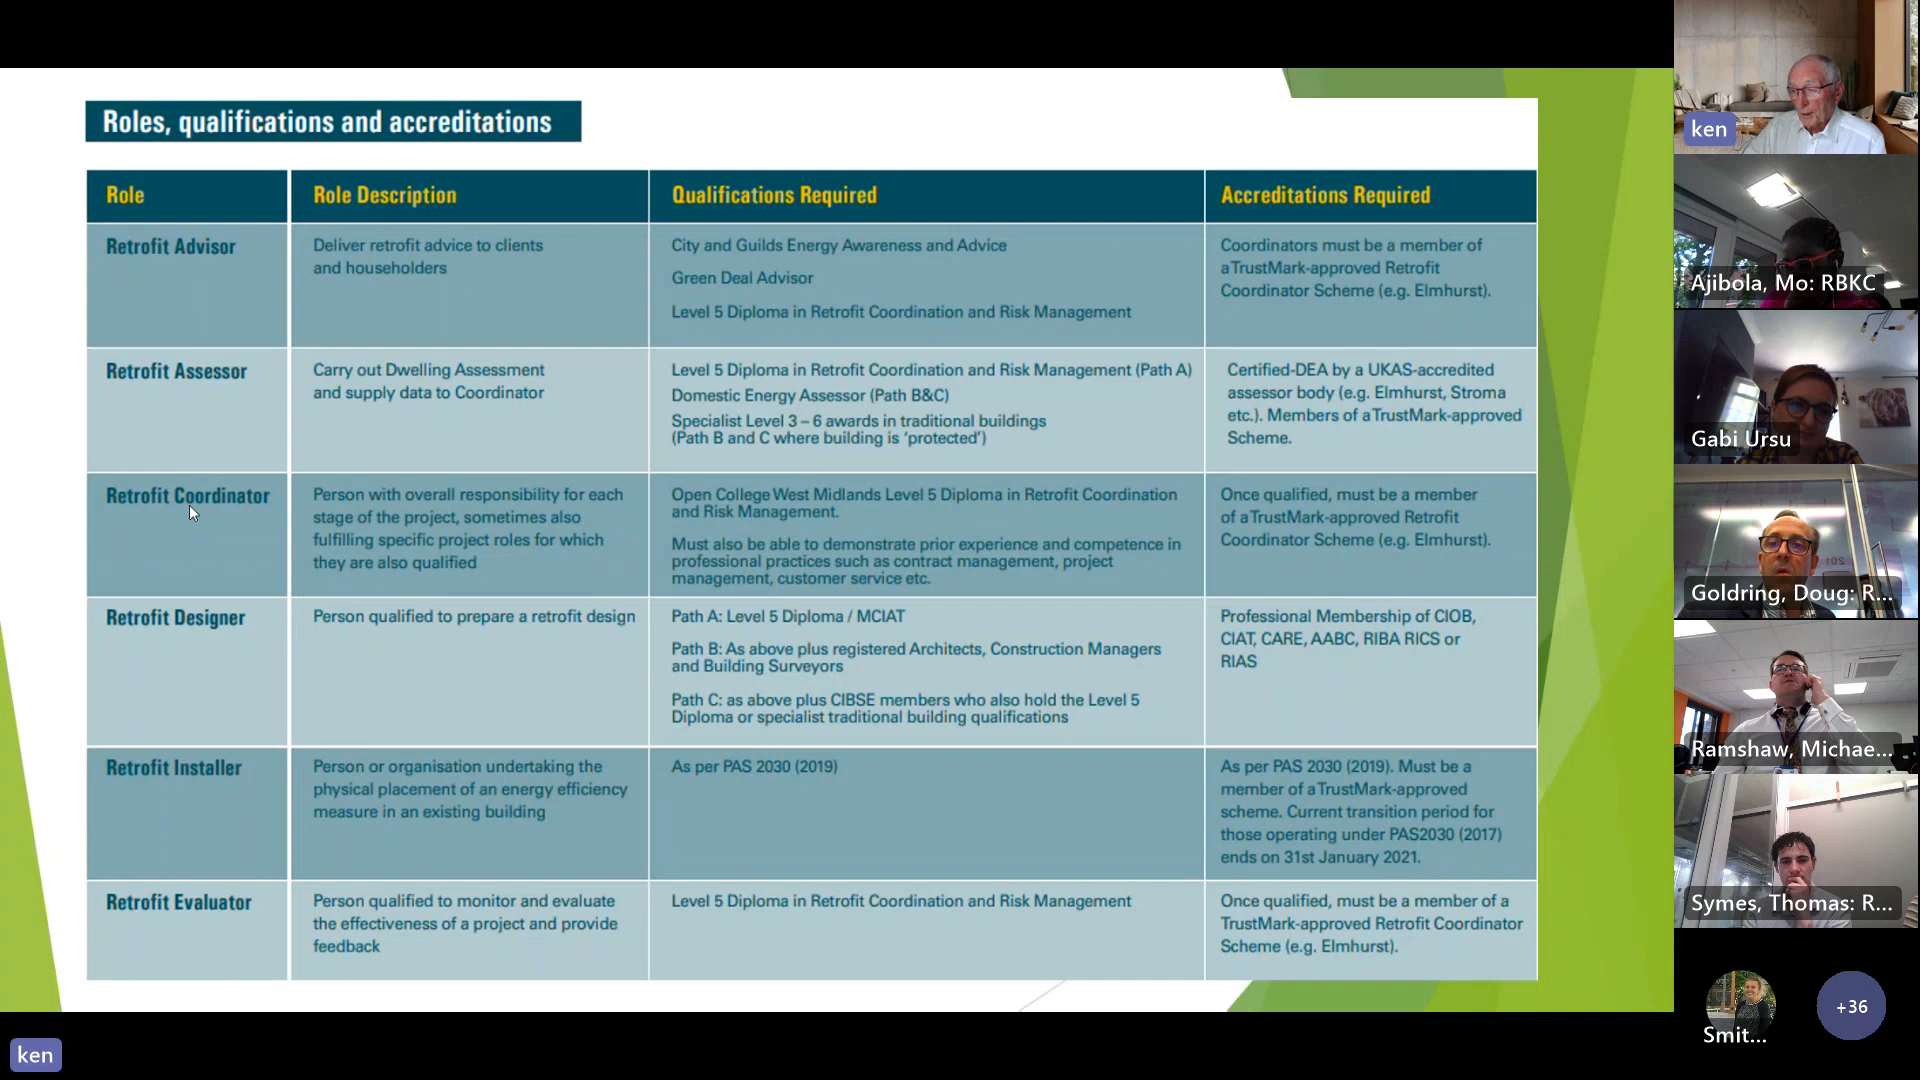 Roles, qualifications and accreditations
Role
Role Description
Qualifications Required
Accreditations Required
Retrofit Advisor
Deliver retrofit advice to clients
and householders
City and Guilds Energy Awareness and Advice
Green Deal Advisor
Level 5 Diploma in Retrofit Coordination and Risk Management
Coordinators must be a member of
a TrustMark-approved Retrofit
Coordinator Scheme (e.g. Elmhurst).
Retrofit Assessor
Carry out Dwelling Assessment
and supply data to Coordinator
Level 5 Diploma in Retrofit Coordination and Risk Management (Path A)
Domestic Energy Assessor (Path B&C)
Specialist Level 3 – 6 awards in traditional buildings
(Path B and C where building is ‘protected’)
Certified-DEA by a UKAS-accredited
assessor body (e.g. Elmhurst, Stroma
etc.). Members of a TrustMark-approved
Scheme.
Retrofit Coordinator
Person with overall responsibility for each
stage of the project, sometimes also
fulfilling specific project roles for which
they are also qualified
Open College West Midlands Level 5 Diploma in Retrofit Coordination
and Risk Management.
Must also be able to demonstrate prior experience and competence in
professional practices such as contract management, project
management, customer service etc.
Once qualified, must be a member
of a TrustMark-approved Retrofit
Coordinator Scheme (e.g. Elmhurst).
Retrofit Designer
Person qualified to prepare a retrofit design
Path A: Level 5 Diploma / MCIAT
Path B: As above plus registered Architects, Construction Managers
and Building Surveyors
Path C: as above plus CIBSE members who also hold the Level 5
Diploma or specialist traditional building qualifications
Professional Membership of CIOB,
CIAT, CARE, AABC, RIBA RICS or
RIAS
Retrofit Installer
Person or organisation undertaking the
physical placement of an energy efficiency
measure in an existing building
As per PAS 2030 (2019)
As per PAS 2030 (2019). Must be a
member of a TrustMark-approved
scheme. Current transition period for
those operating under PAS2030 (2017)
ends on 31st January 2021.
Retrofit Evaluator
Person qualified to monitor and evaluate
the effectiveness of a project and provide
feedback
Level 5 Diploma in Retrofit Coordination and Risk Management
Once qualified, must be a member of a
TrustMark-approved Retrofit Coordinator
Scheme (e.g. Elmhurst).
ken
ken
Ajibola, Mo: RBKC
Gabi Ursu
Goldring, Doug: R...
Ramshaw, Michae...
Symes, Thomas: R...
Smit...
+36